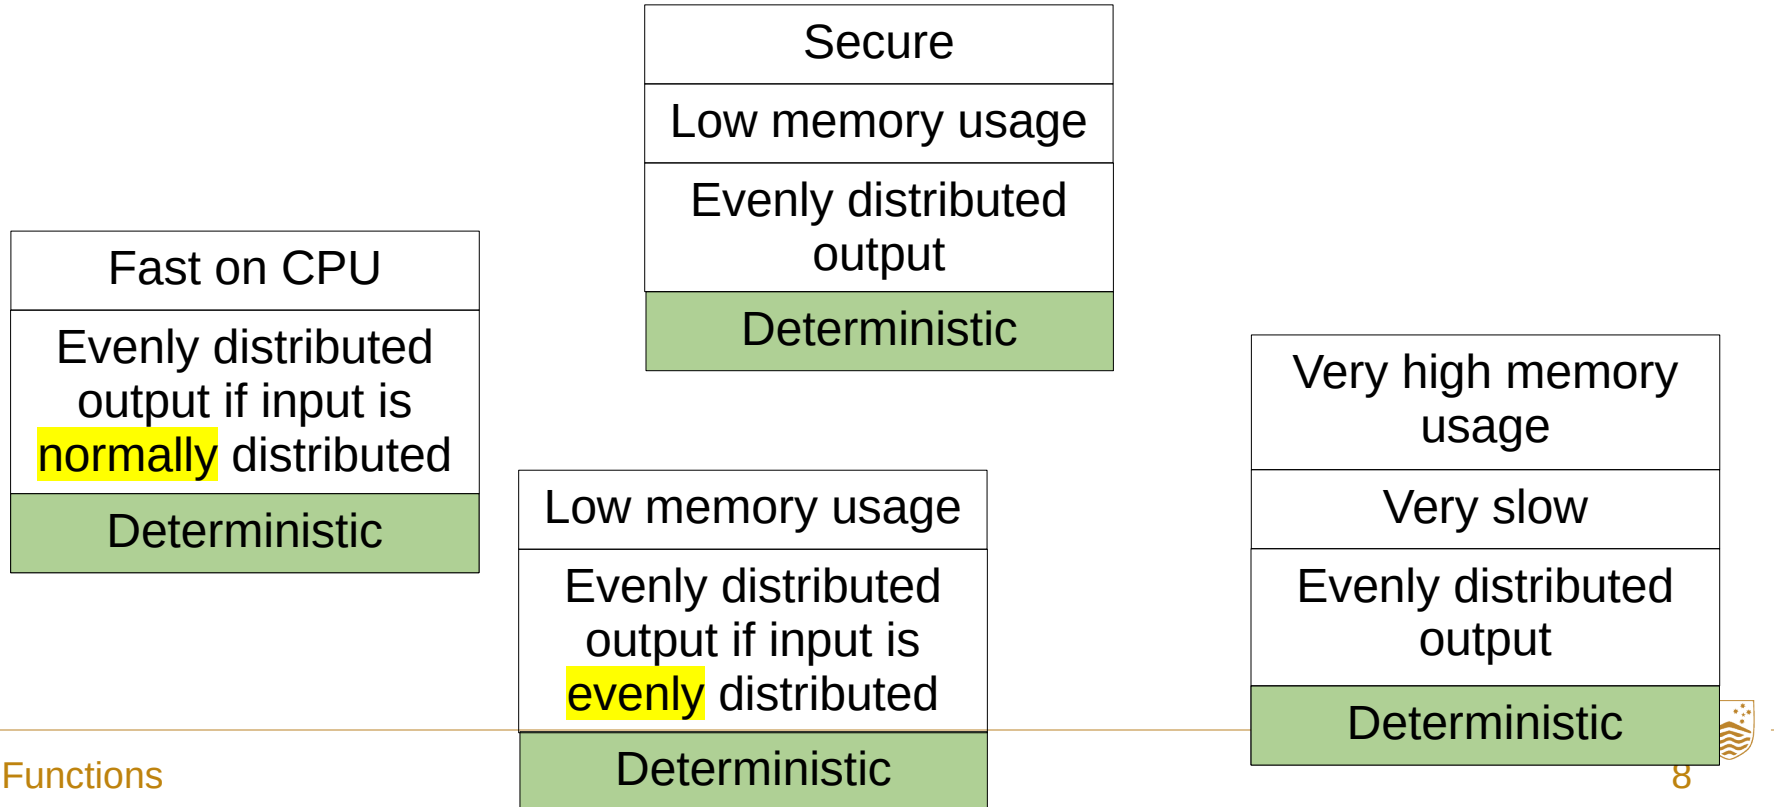 Secure
Low memory usage
Evenly distributed
output
Deterministic
Fast on CPU
Evenly distributed
output if input is
normally distributed
Deterministic
Low memory usage
Evenly distributed
output if input is
evenly distributed
Deterministic
Very high memory
usage
Very slow
Evenly distributed
output
Deterministic
Functions
8